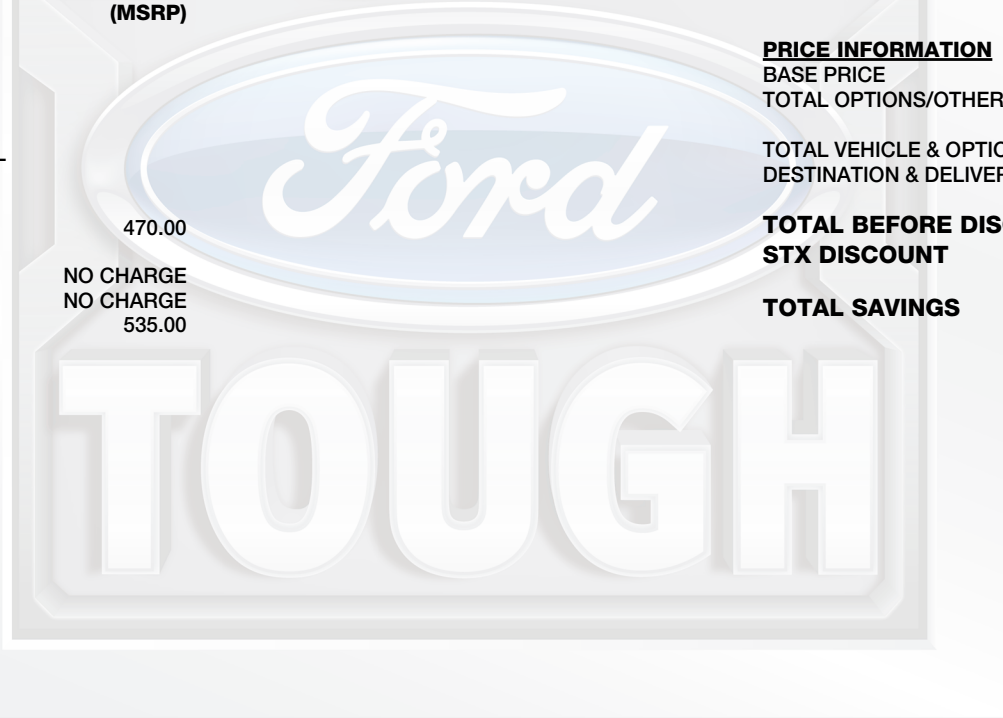 (MSRP)
470.00
NO CHARGE
NO CHARGE
535.00
PRICE INFORMATION
BASE PRICE
TOTAL OPTIONS/OTHER
TOTAL VEHICLE & OPTIO
DESTINATION & DELIVER
TOTAL BEFORE DIS
STX DISCOUNT
TOTAL SAVINGS
Ford
TOUGH